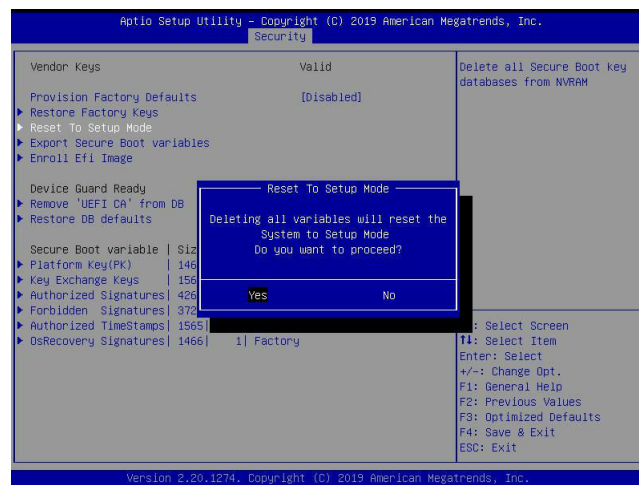 Aptio Setup Utility – Copyright (C) 2019 American Megatrends, Inc.
Security
Vendor Keys Valid
Provision Factory Defaults [Disabled]
Restore Factory Keys
Reset To Setup Mode
Export Secure Boot variables
Enroll Efi Image
Device Guard Ready
Remove 'UEFI CA' from DB
Restore DB defaults
Secure Boot variable | Siz
Platform Key(PK) | 146
Key Exchange Keys | 156
Authorized Signatures| 426
Forbidden Signatures| 372
Authorized TimeStamps| 1565|
OsRecovery Signatures| 1466| 1| Factory
Reset To Setup Mode
Deleting all variables will reset the
System to Setup Mode
Do you want to proceed?
Yes No
Delete all Secure Boot key
databases from NVRAM
: Select Screen
↑↓: Select Item
Enter: Select
+/-: Change Opt.
F1: General Help
F2: Previous Values
F3: Optimized Defaults
F4: Save & Exit
ESC: Exit
Version 2.20.1274. Copyright (C) 2019 American Megatrends, Inc.